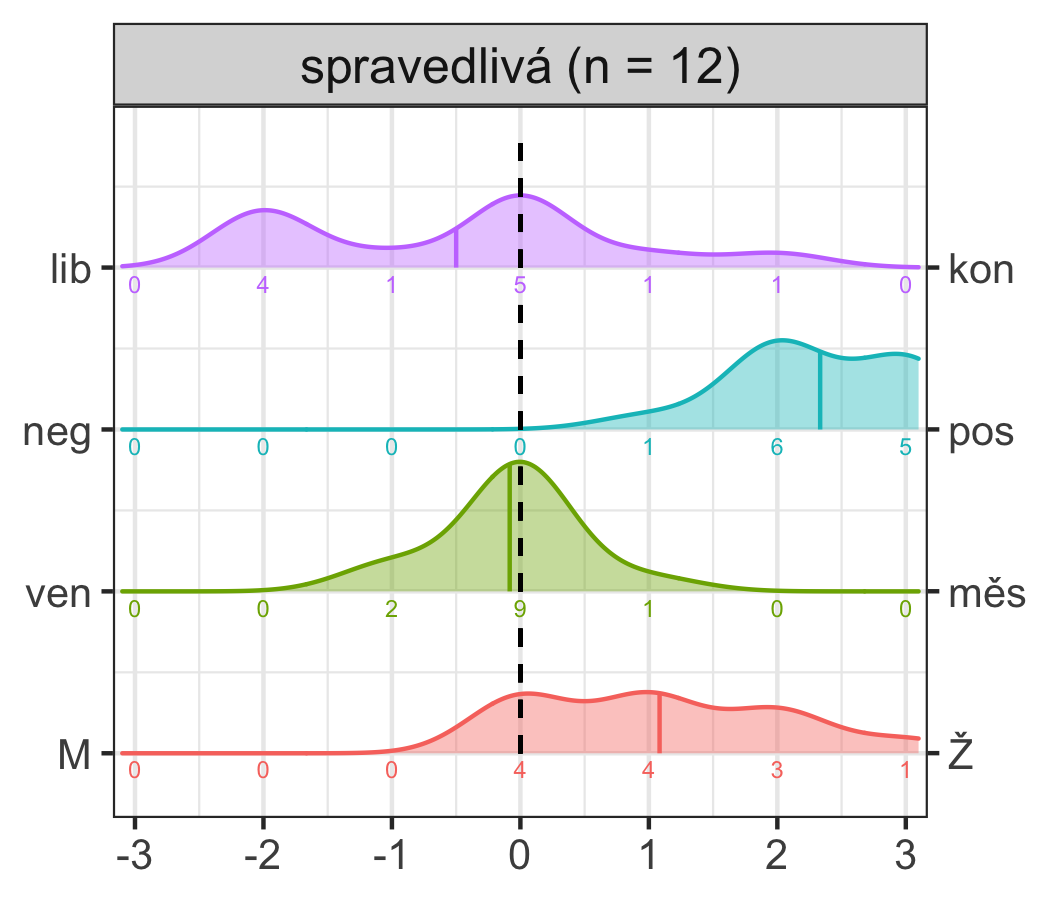 spravedlivá (n = 12)
lib kon
0 4 1 5 1 1 0
neg pos
0 0 0 0 1 6 5
ven měs
0 0 2 9 1 0 0
M Ž
0 0 0 4 4 3 1
-3 -2 -1 0 1 2 3